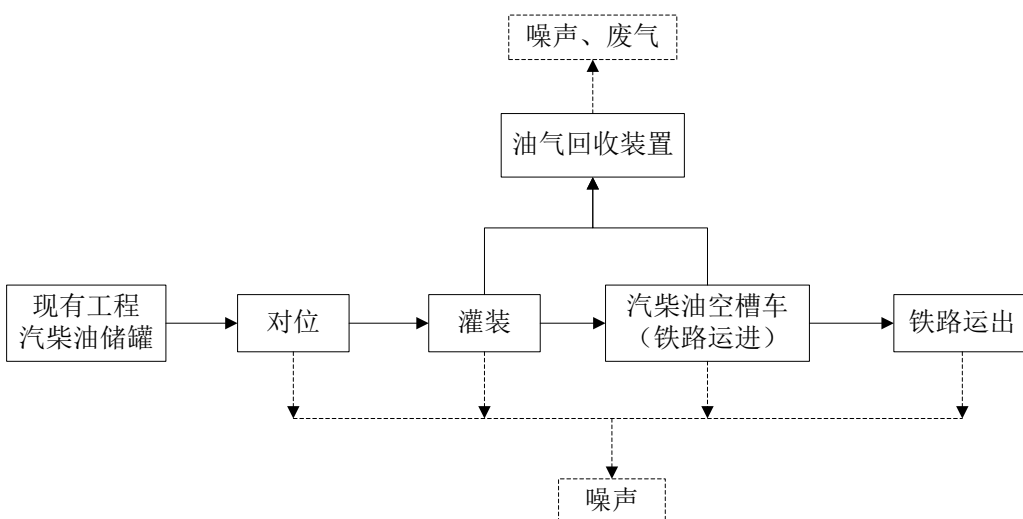 噪声、废气
油气回收装置
现有工程
汽柴油储罐
对位
灌装
汽柴油空槽车
（铁路运进）
铁路运出
噪声